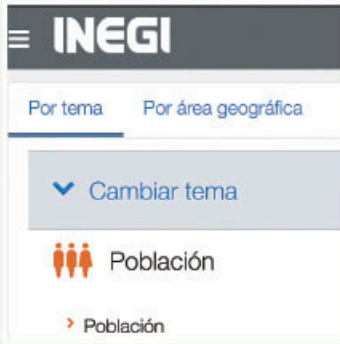 INEGI
Por tema Por área geográfica
Cambiar tema
Población
Población